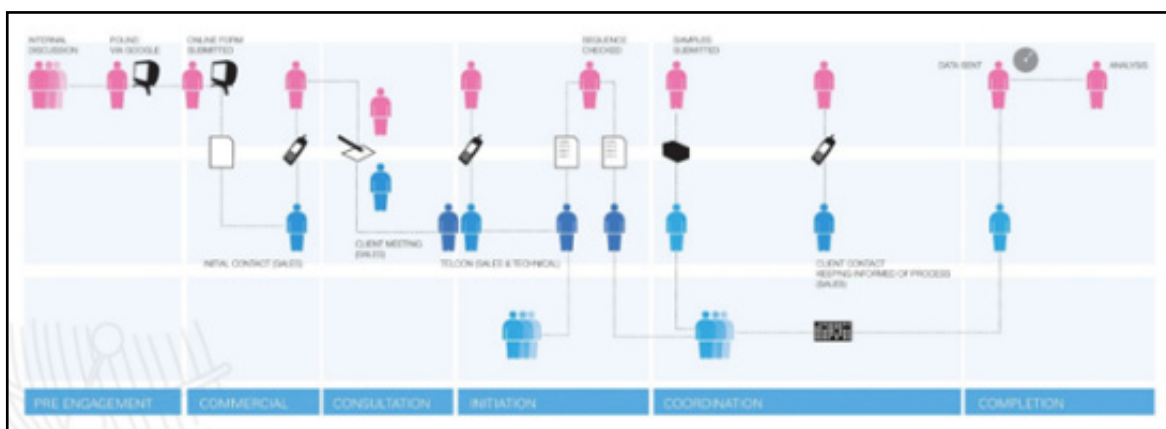 INTERNAL
DISCUSSION
FOUND
VIA GOOGLE
ONLINE FORM
SUBMITTED
SEQUENCE
CHECKED
SAMPLES
SUBMITTED
DATA SENT
ANALYSIS
INITIAL CONTACT (SALES)
CLIENT MEETING
(SALES)
TELCON (SALES & TECHNICAL)
CLIENT CONTACT
KEEPING INFORMED OF PROCESS
(SALES)
PRE ENGAGEMENT
COMMERCIAL
CONSULTATION
INITIATION
COORDINATION
COMPLETION